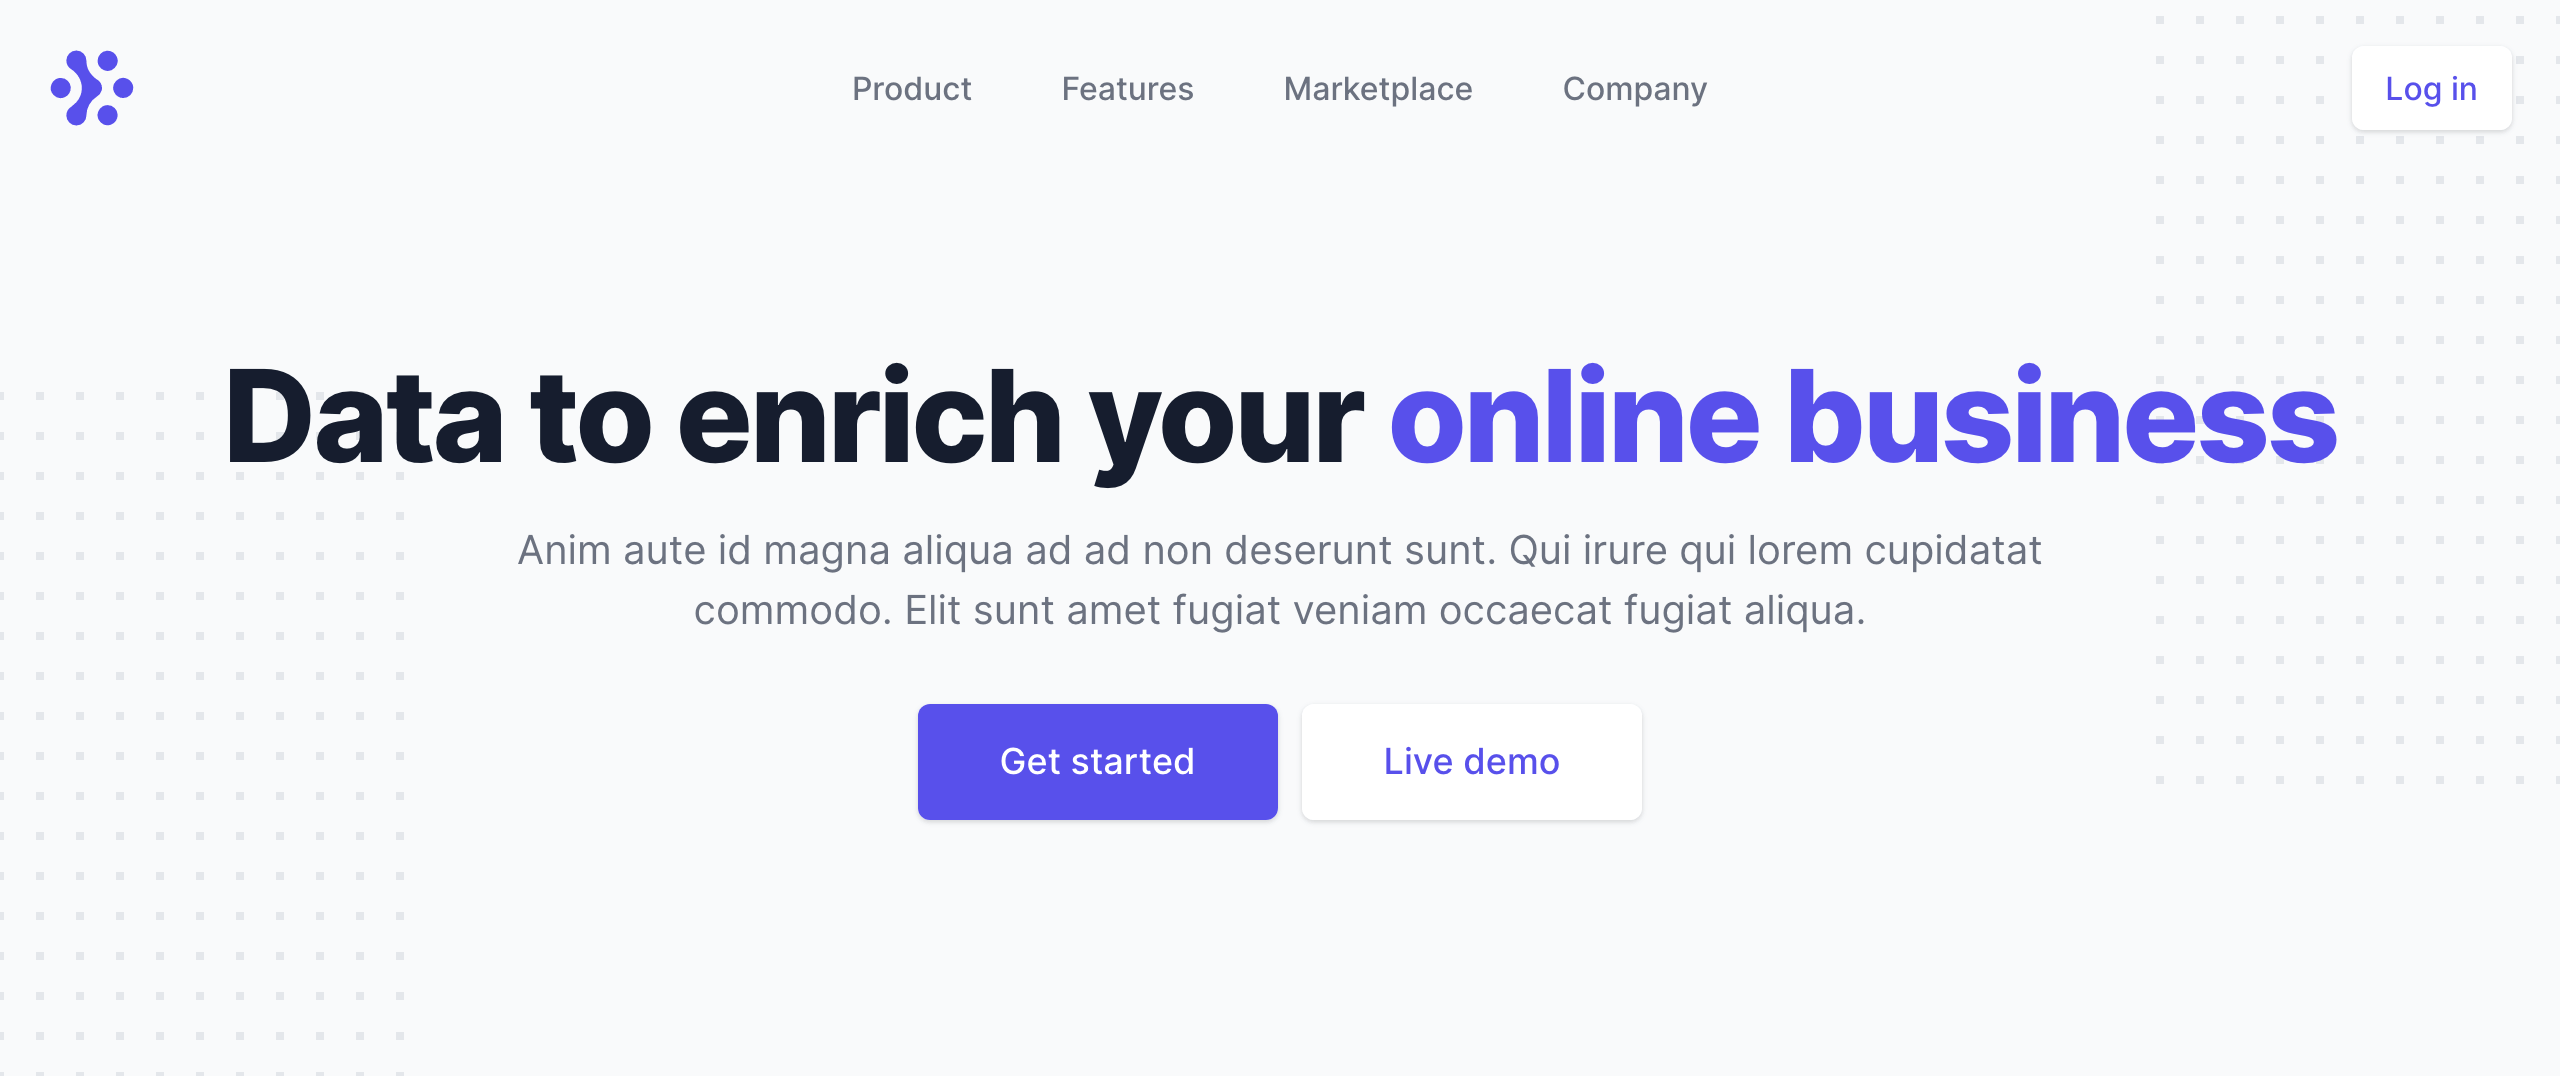 Product
Features
Marketplace
Company
Log in
Data to enrich your online business
Anim aute id magna aliqua ad ad non deserunt sunt. Qui irure qui lorem cupidatat
commodo. Elit sunt amet fugiat veniam occaecat fugiat aliqua.
Get started
Live demo